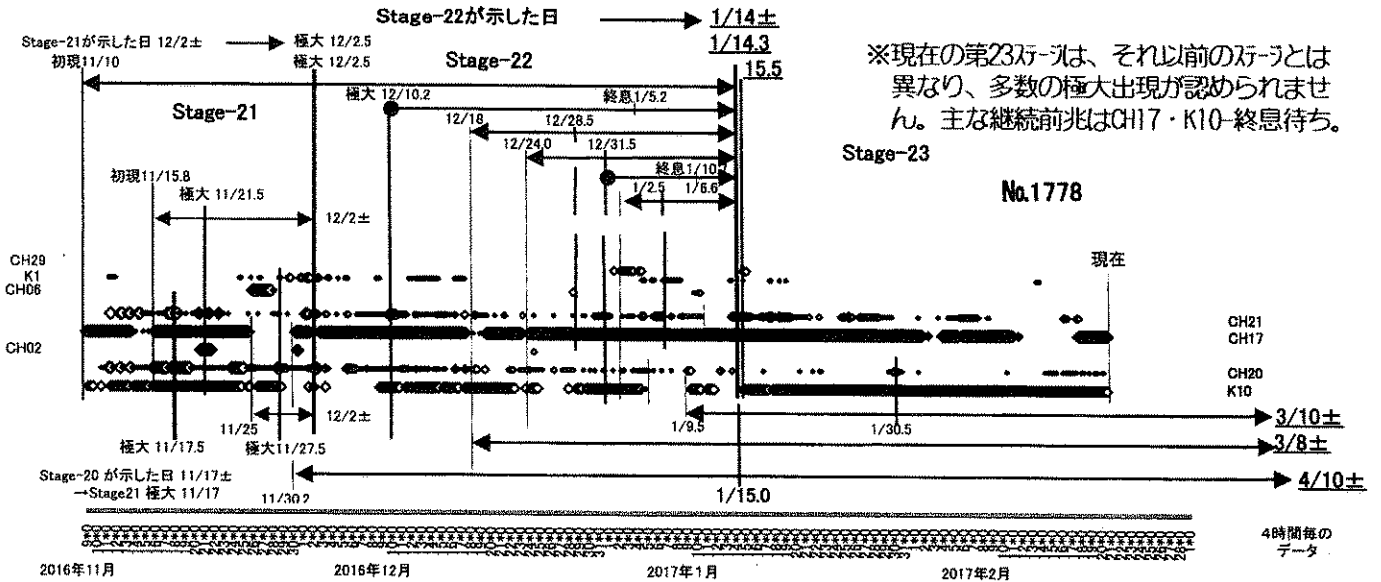 Stage-22が示した日
1/14±
Stage-21が示した日 12/2±
極大 12/2.5
1/14.3
初現11/10
極大 12/2.5
Stage-22
15.5
※現在の第23ステージは、それ以前のステージとは
異なり、多数の極大出現が認められませ
ん。主な継続前兆はCH17・K10-終息待ち。
Stage-21
極大 12/10.2
終息1/5.2
12/18
12/28.5
12/24.0
12/31.5
Stage-23
初現11/15.8
終息1/10.7
極大 11/21.5
1/2.5
1/6.6
No.1778
12/2±
CH29
K1
CH06
現在
CH21
CH17
CH02
CH20
K10
11/25
12/2±
1/9.5
1/30.5
3/10±
極大 11/17.5
極大11/27.5
3/8±
Stage-20 が示した日 11/17±
→Stage21 極大 11/17
11/30.2
4/10±
1/15.0
4時間毎の
データ
2016年11月
2016年12月
2017年1月
2017年2月